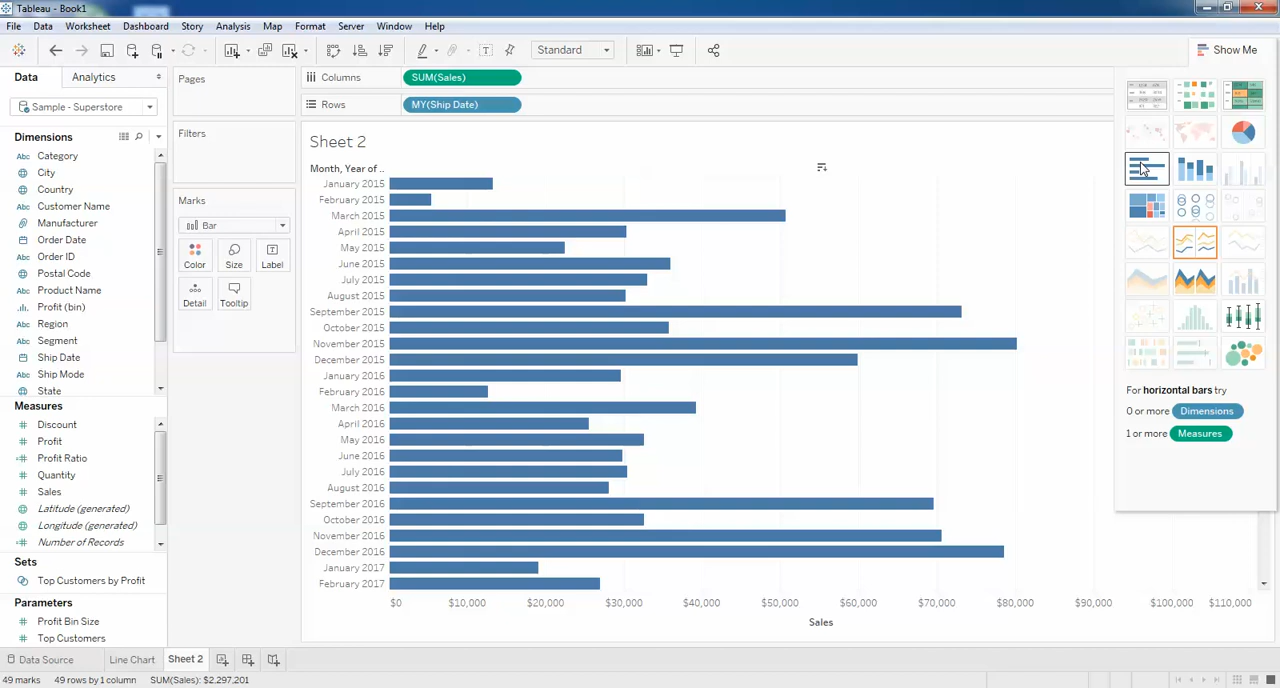 Tableau - Book1
File Data Worksheet Dashboard Story Analysis Map Format Server Window Help
Standard
Show Me
Data Analytics
Sample - Superstore
Dimensions
Abc Category
City
Country
Abc Customer Name
Manufacturer
Order Date
Abc Order ID
Postal Code
Abc Product Name
Profit (bin)
Abc Region
Abc Segment
Ship Date
Abc Ship Mode
State
Measures
# Discount
# Profit
# Profit Ratio
# Quantity
# Sales
Latitude (generated)
Longitude (generated)
# Number of Records
Sets
Top Customers by Profit
Parameters
# Profit Bin Size
# Top Customers
Pages
Filters
Marks
Bar
Color Size Label
Detail Tooltip
Columns SUM(Sales)
Rows MY(Ship Date)
Sheet 2
Month, Year of ..
January 2015
February 2015
March 2015
April 2015
May 2015
June 2015
July 2015
August 2015
September 2015
October 2015
November 2015
December 2015
January 2016
February 2016
March 2016
April 2016
May 2016
June 2016
July 2016
August 2016
September 2016
October 2016
November 2016
December 2016
January 2017
February 2017
$0 $10,000 $20,000 $30,000 $40,000 $50,000 $60,000 $70,000 $80,000 $90,000 $100,000 $110,000
Sales
For horizontal bars try
0 or more Dimensions
1 or more Measures
Data Source Line Chart Sheet 2
49 marks 49 rows by 1 column SUM(Sales): $2,297,201